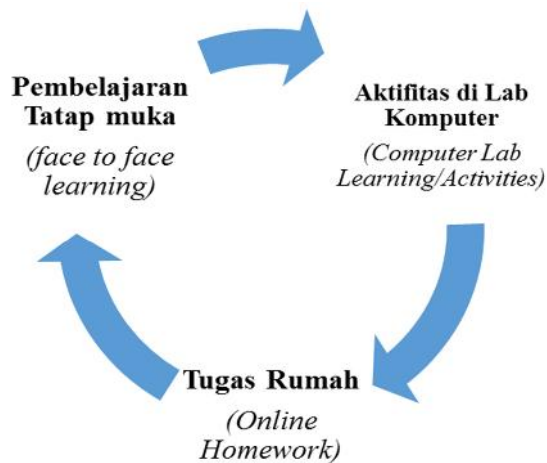 Pembelajaran
Tatap muka
(face to face
learning)
Aktifitas di Lab
Komputer
(Computer Lab
Learning/Activities)
Tugas Rumah
(Online
Homework)